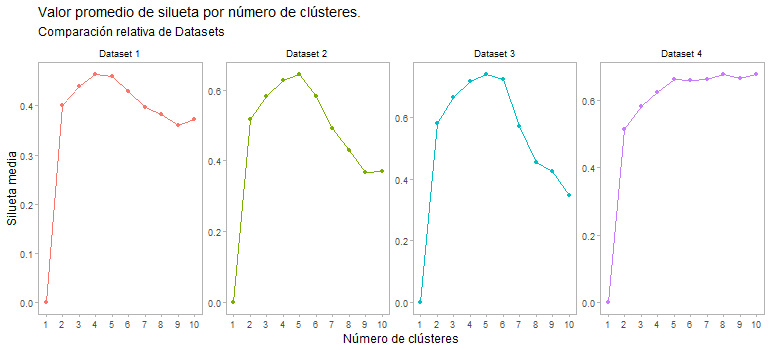 Valor promedio de silueta por número de clústeres.
Comparación relativa de Datasets
Dataset 1
Dataset 2
Dataset 3
Dataset 4
Silueta media
0.4
0.3
0.2
0.1
0.0
0.6
0.4
0.2
0.0
0.6
0.4
0.2
0.0
0.6
0.4
0.2
0.0
1 2 3 4 5 6 7 8 9 10
1 2 3 4 5 6 7 8 9 10
1 2 3 4 5 6 7 8 9 10
1 2 3 4 5 6 7 8 9 10
Número de clústeres